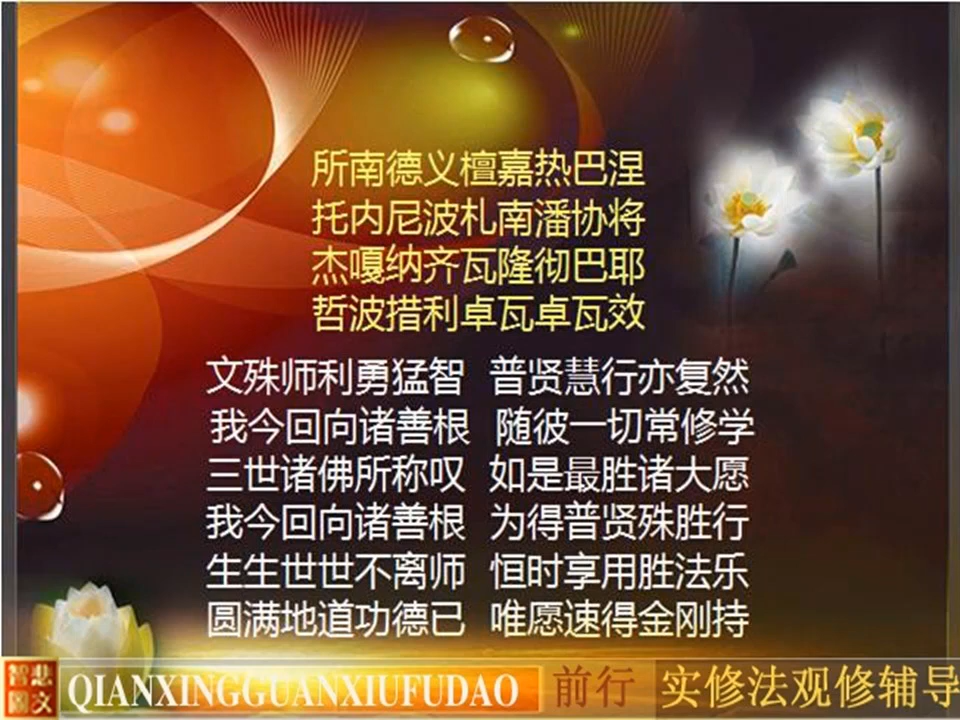 所南德义檀嘉热巴涅
托内尼波札南潘协将
杰嘎纳齐瓦隆彻巴耶
哲波措利卓瓦卓瓦效
文殊师利勇猛智 普贤慧行亦复然
我今回向诸善根 随彼一切常修学
三世诸佛所称叹 如是最胜诸大愿
我今回向诸善根 为得普贤殊胜行
生生世世不离师 恒时享用胜法乐
圆满地道功德已 唯愿速得金刚持
智悲
圆文
QIANXINGGUANXIUFUDAO 前行 实修法观修辅导